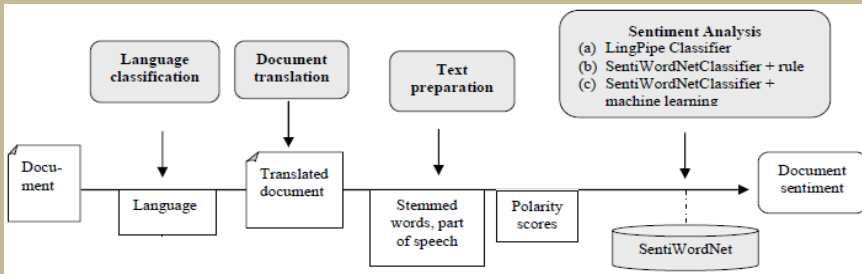 Language
classification
Document
translation
Text
preparation
Sentiment Analysis
(a) LingPipe Classifier
(b) SentiWordNetClassifier + rule
(c) SentiWordNetClassifier +
machine learning
Docu-
ment
Language
Translated
document
Stemmed
words, part
of speech
Polarity
scores
SentiWordNet
Document
sentiment